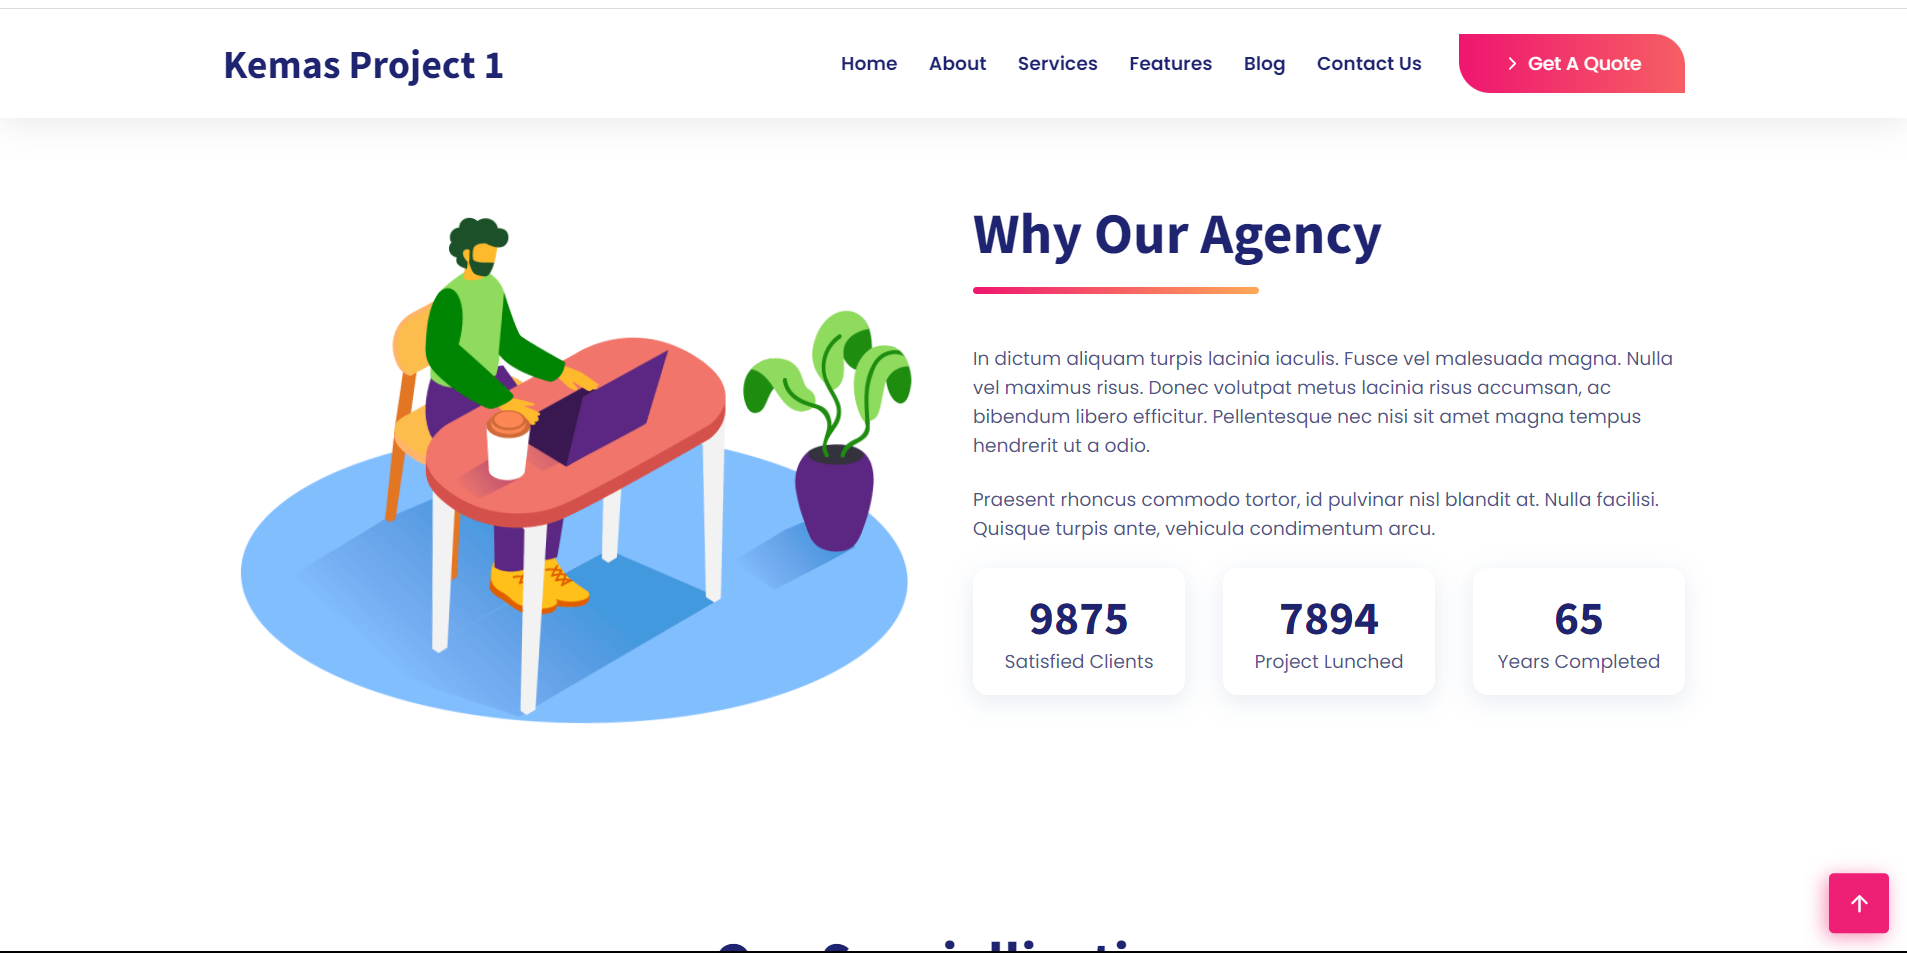 Kemas Project 1
Home About Services Features Blog Contact Us Get A Quote
Why Our Agency
In dictum aliquam turpis lacinia iaculis. Fusce vel malesuada magna. Nulla
vel maximus risus. Donec volutpat metus lacinia risus accumsan, ac
bibendum libero efficitur. Pellentesque nec nisi sit amet magna tempus
hendrerit ut a odio.
Praesent rhoncus commodo tortor, id pulvinar nisl blandit at. Nulla facilisi.
Quisque turpis ante, vehicula condimentum arcu.
9875
Satisfied Clients
7894
Project Lunched
65
Years Completed